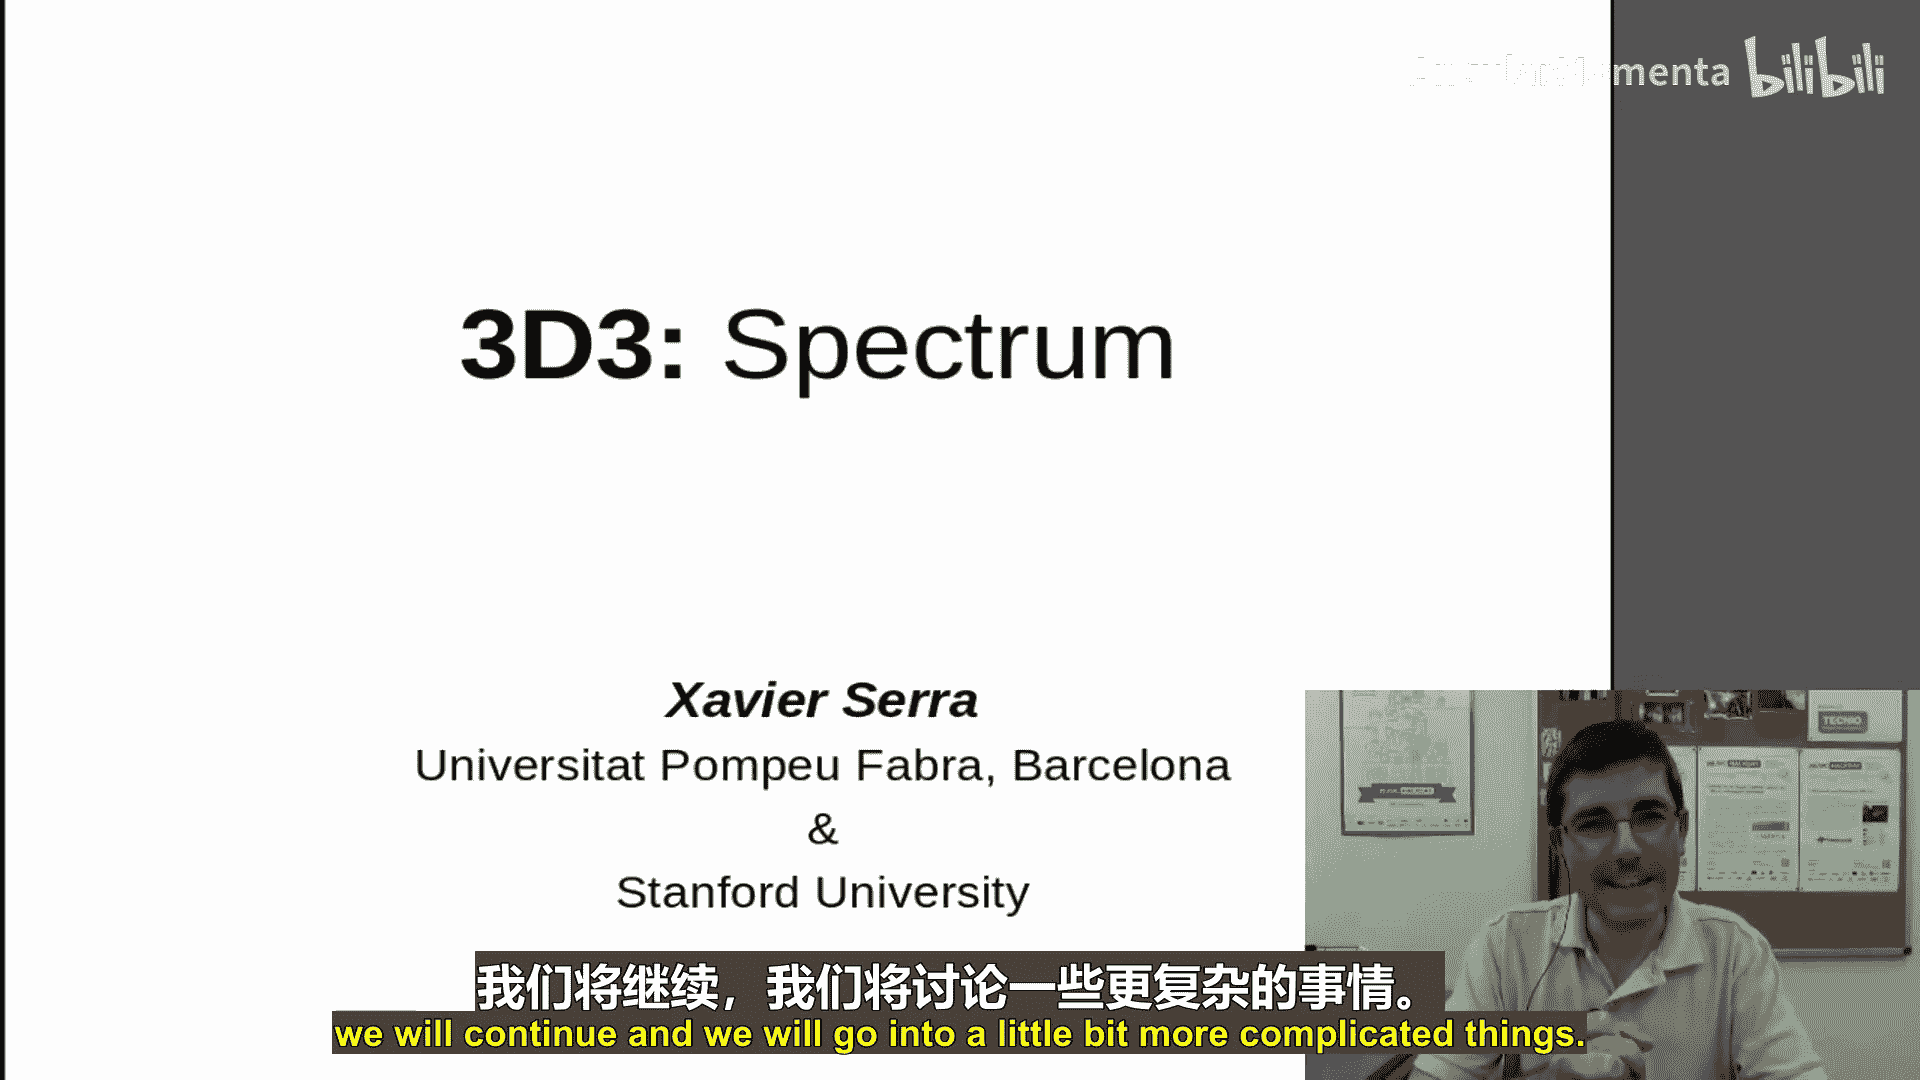 menta bilibili
3D3: Spectrum
Xavier Serra
Universitat Pompeu Fabra, Barcelona
&
Stanford University
TECNIO
我们将继续，我们将讨论一些更复杂的事情。
we will continue and we will go into a little bit more complicated things.